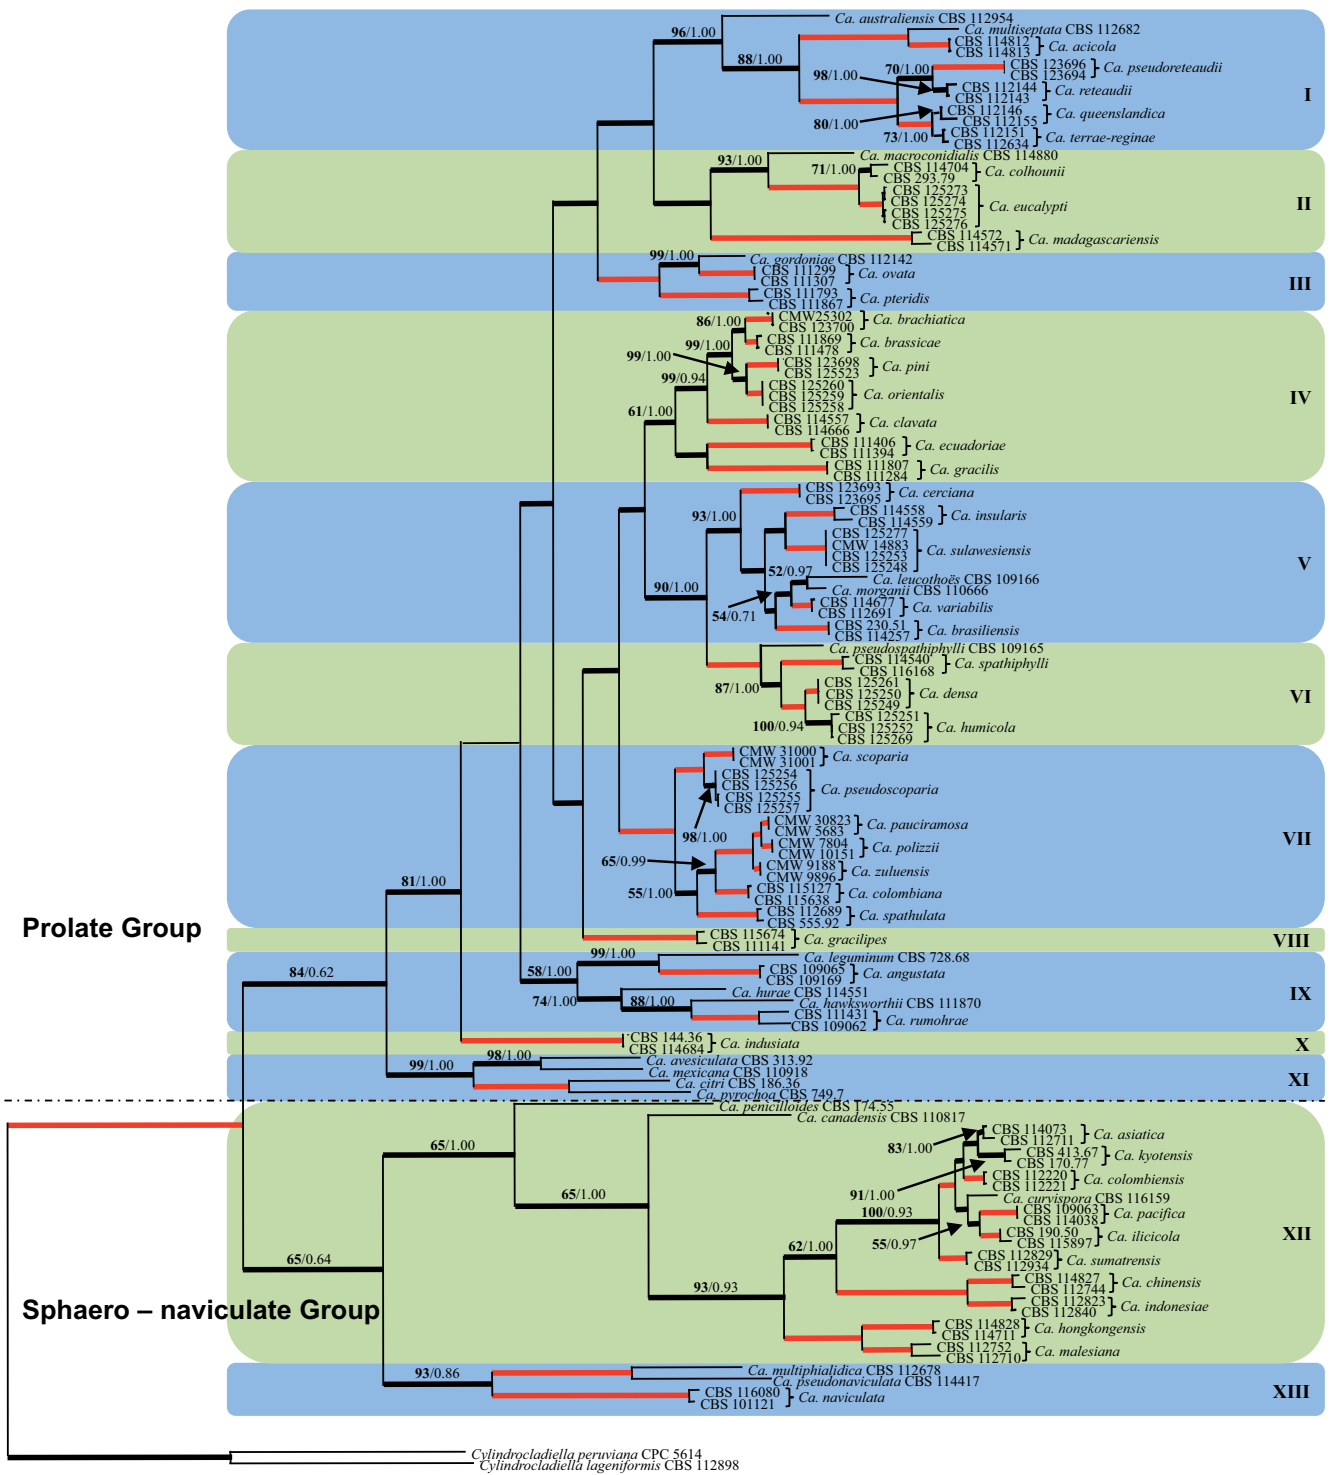 Ca. australiensis CBS 112954
96/1.00
Ca. multiseptata CBS 112682
CBS 114812
CBS 114813
Ca. acicola
88/1.00
70/1.00
CBS 123696
CBS 123694
Ca. pseudoreteaudii
98/1.00
CBS 112144
CBS 112143
Ca. reteaudii
I
CBS 112146
CBS 112155
Ca. queenslandica
80/1.00
73/1.00
CBS 112151
CBS 112634
Ca. terrae-reginae
Ca. macroconidialis CBS 114880
93/1.00
71/1.00
CBS 114704
CBS 293.79
Ca. colhounii
CBS 125273
CBS 125274
CBS 125275
CBS 125276
Ca. eucalypti
II
CBS 114572
CBS 114571
Ca. madagascariensis
99/1.00
Ca. gordoniae CBS 112142
CBS 111299
CBS 111307
Ca. ovata
III
CBS 111793
CBS 111867
Ca. pteridis
86/1.00
CMW25302
CBS 123700
Ca. brachiatica
99/1.00
CBS 111869
CBS 111478
Ca. brassicae
99/1.00
CBS 123698
CBS 125523
Ca. pini
99/0.94
CBS 125260
CBS 125259
CBS 125258
Ca. orientalis
IV
61/1.00
CBS 114557
CBS 114666
Ca. clavata
CBS 111406
CBS 111394
Ca. ecuadoriae
CBS 111807
CBS 111284
Ca. gracilis
CBS 123693
CBS 123695
Ca. cerciana
93/1.00
CBS 114558
CBS 114559
Ca. insularis
CBS 125277
CMW 14883
CBS 125253
CBS 125248
Ca. sulawesiensis
V
52/0.97
Ca. leucothoës CBS 109166
Ca. morganii CBS 110666
90/1.00
CBS 114677
CBS 112691
Ca. variabilis
54/0.71
CBS 230.51
CBS 114257
Ca. brasiliensis
Ca. pseudospathiphylli CBS 109165
CBS 114540
CBS 116168
Ca. spathiphylli
87/1.00
CBS 125261
CBS 125250
CBS 125249
Ca. densa
VI
100/0.94
CBS 125251
CBS 125252
CBS 125269
Ca. humicola
CMW 31000
CMW 31001
Ca. scoparia
CBS 125254
CBS 125256
CBS 125255
CBS 125257
Ca. pseudoscoparia
98/1.00
CMW 30823
CMW 5683
Ca. pauciramosa
VII
CMW 7804
CMW 10151
Ca. polizzii
65/0.99
CMW 9188
CMW 9896
Ca. zuluensis
55/1.00
CBS 115127
CBS 115638
Ca. colombiana
81/1.00
CBS 112689
CBS 555.92
Ca. spathulata
Prolate Group
CBS 115674
CBS 111141
Ca. gracilipes
VIII
99/1.00
Ca. leguminum CBS 728.68
58/1.00
CBS 109065
CBS 109169
Ca. angustata
84/0.62
IX
Ca. hurae CBS 114551
74/1.00
88/1.00
Ca. hawksworthii CBS 111870
CBS 111431
CBS 109062
Ca. rumohrae
CBS 144.36
CBS 114684
Ca. indusiata
X
98/1.00
Ca. avesiculata CBS 313.92
99/1.00
Ca. mexicana CBS 110918
Ca. citri CBS 186.36
XI
Ca. pyrochoa CBS 749.7
Ca. penicilloides CBS 174.55
Ca. canadensis CBS 110817
CBS 114073
CBS 112711
Ca. asiatica
65/1.00
83/1.00
CBS 413.67
CBS 170.77
Ca. kyotensis
CBS 112220
CBS 112221
Ca. colombiensis
65/1.00
91/1.00
Ca. curvispora CBS 116159
100/0.93
CBS 109063
CBS 114038
Ca. pacifica
XII
55/0.97
CBS 190.50
CBS 115897
Ca. ilicicola
62/1.00
CBS 112829
CBS 112934
Ca. sumatrensis
65/0.64
CBS 114827
CBS 112744
Ca. chinensis
93/0.93
CBS 112823
CBS 112840
Ca. indonesiae
Sphaero – naviculate Group
CBS 114828
CBS 114711
Ca. hongkongensis
CBS 112752
CBS 112710
Ca. malesiana
93/0.86
Ca. multiphialidica CBS 112678
Ca. pseudonaviculata CBS 114417
CBS 116080
CBS 101121
Ca. naviculata
XIII
Cylindrocladiella peruviana CPC 5614
Cylindrocladiella lageniformis CBS 112898